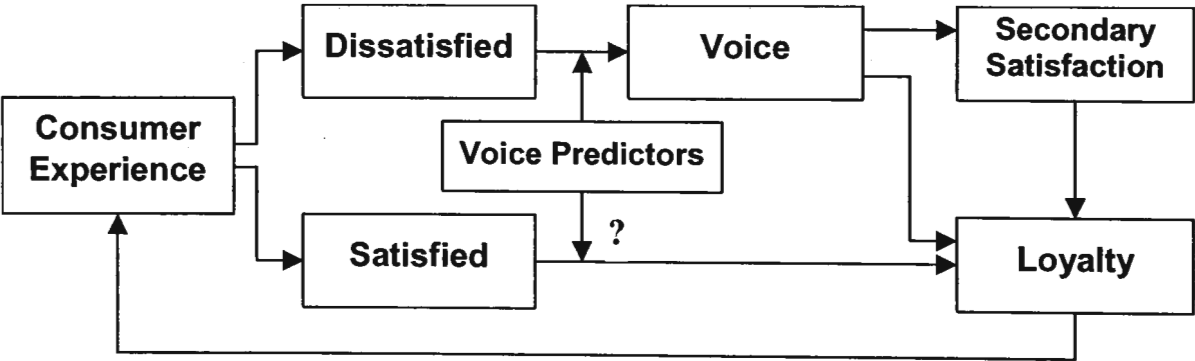 Dissatisfied
Voice
Secondary
Satisfaction
Consumer
Experience
Voice Predictors
?
Satisfied
Loyalty